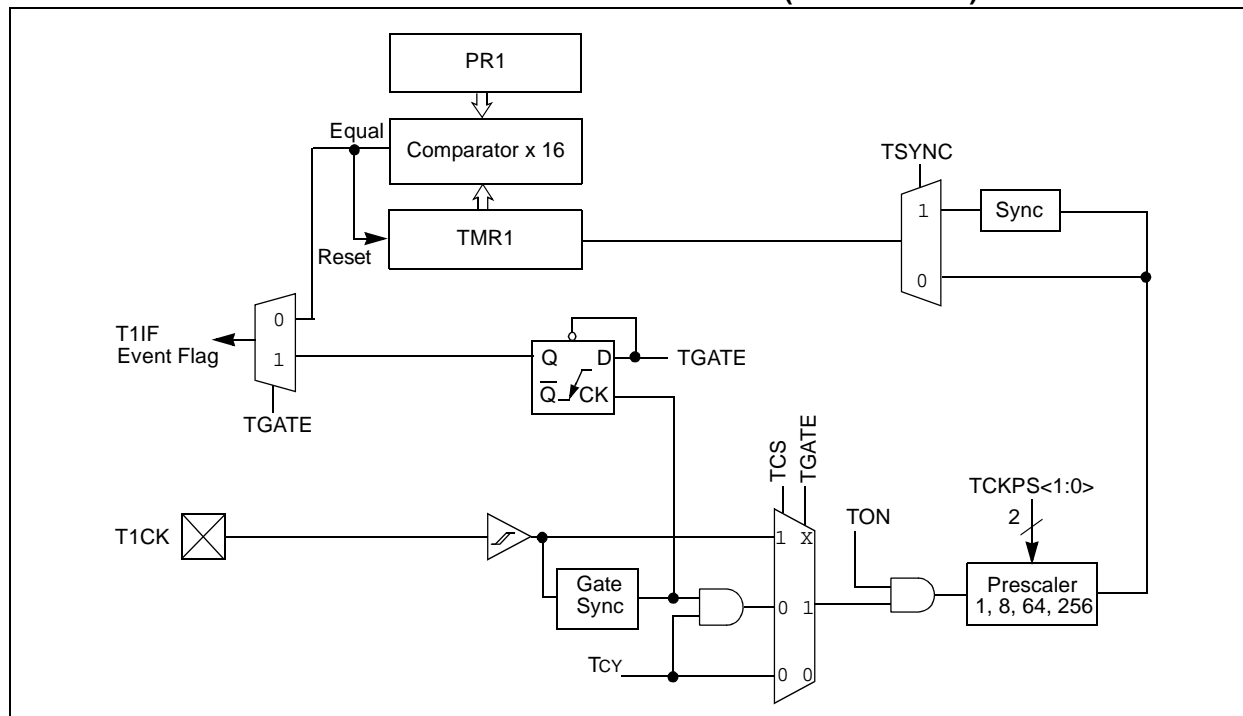 PR1
Equal
Comparator x 16
TSYNC
1
Sync
Reset
TMR1
0
T1IF
Event Flag
0
1
TGATE
Q
D
Q̅
CK
TGATE
TCS
TGATE
TCKPS<1:0>
2
TON
T1CK
1 X
Gate
Sync
0 1
Prescaler
1, 8, 64, 256
TCY
0 0